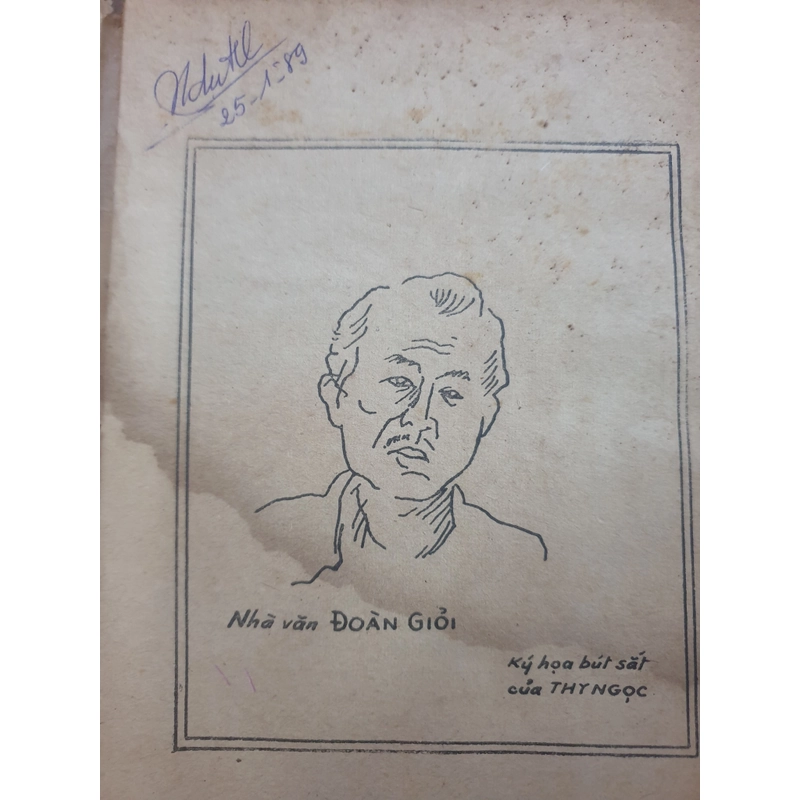 25-1-89
Nhà văn ĐOÀN GIỎI
Ký họa bút sắt
của THY NGỌC